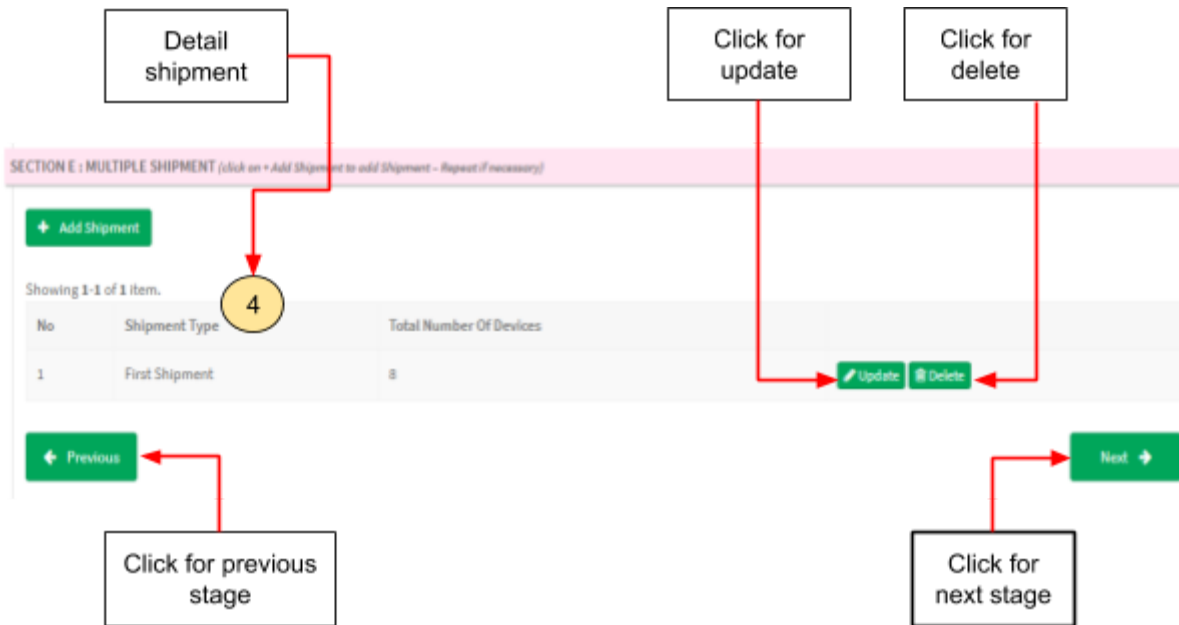 Detail
shipment
Click for
update
Click for
delete
SECTION E : MULTIPLE SHIPMENT (click on + Add Shipment to add Shipment – Repeat if necessary)
Add Shipment
Showing 1-1 of 1 item.
4
No Shipment Type Total Number Of Devices
1 First Shipment 8 Update Delete
Previous Next
Click for previous
stage
Click for
next stage